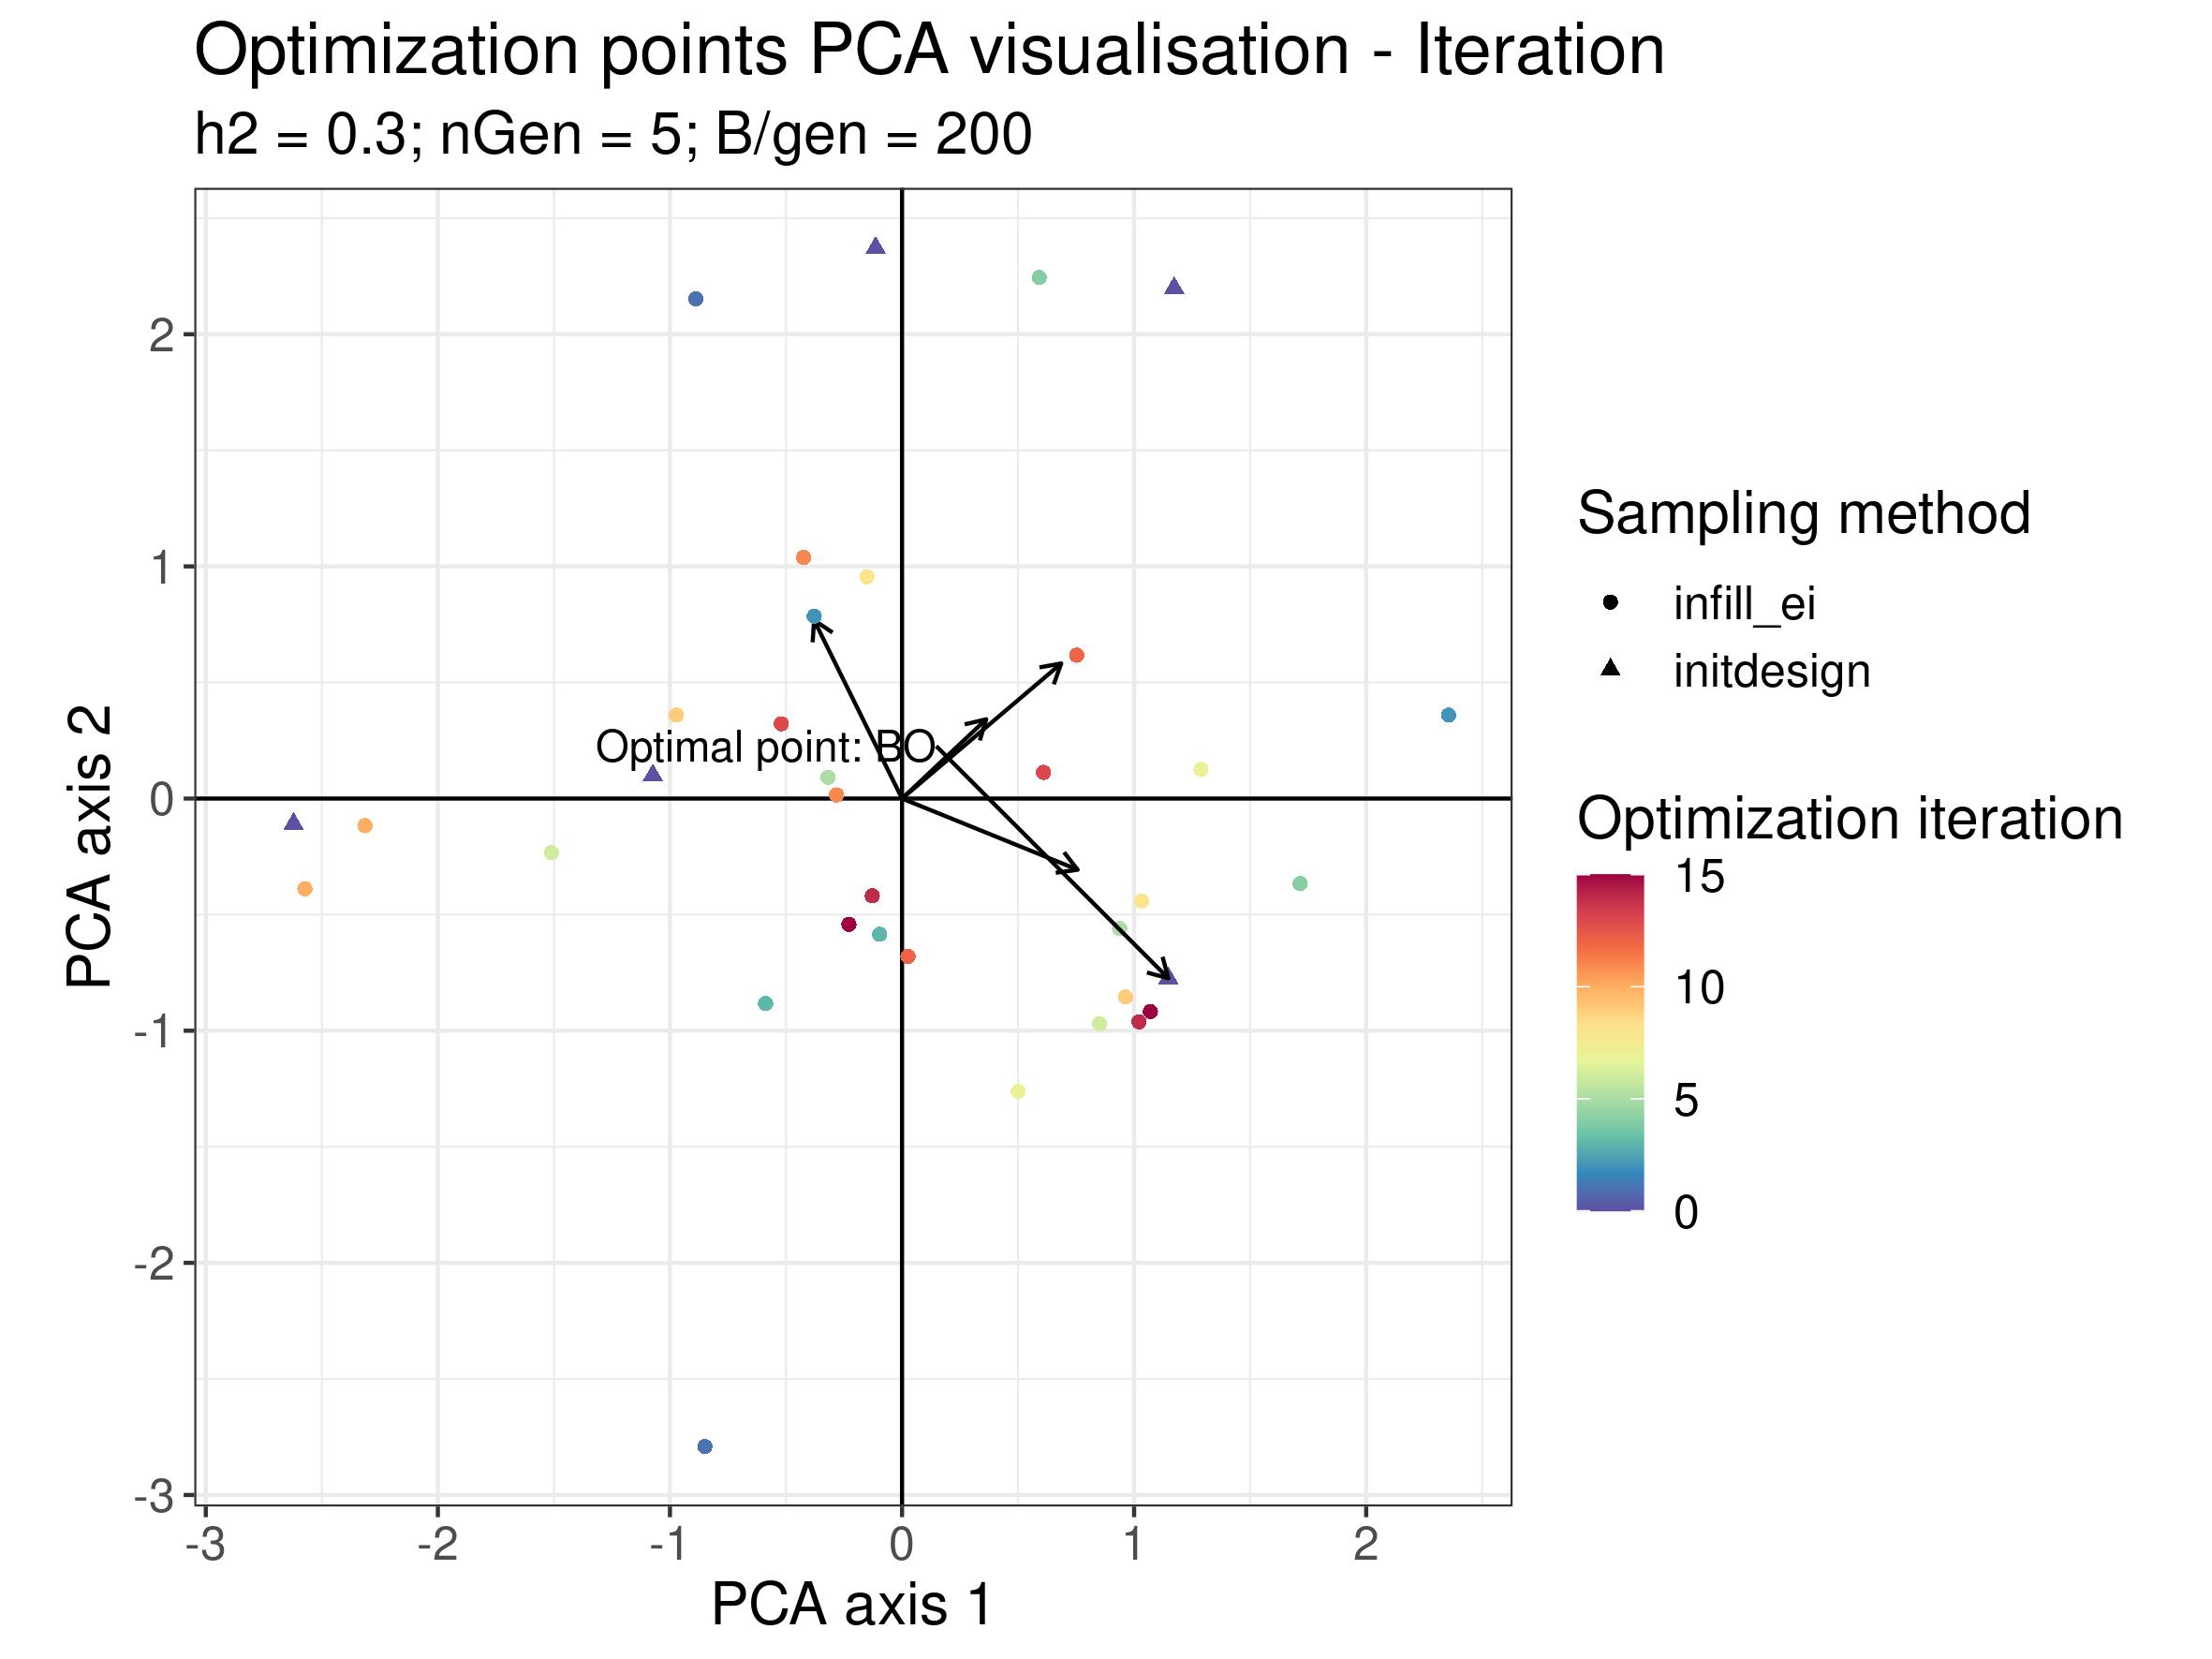 Optimization points PCA visualisation - Iteration
h2 = 0.3; nGen = 5; B/gen = 200
PCA axis 2
2
1
0
-1
-2
-3
Optimal point: BO
-3 -2 -1 0 1 2
PCA axis 1
Sampling method
infill_ei
initdesign
Optimization iteration
15
10
5
0